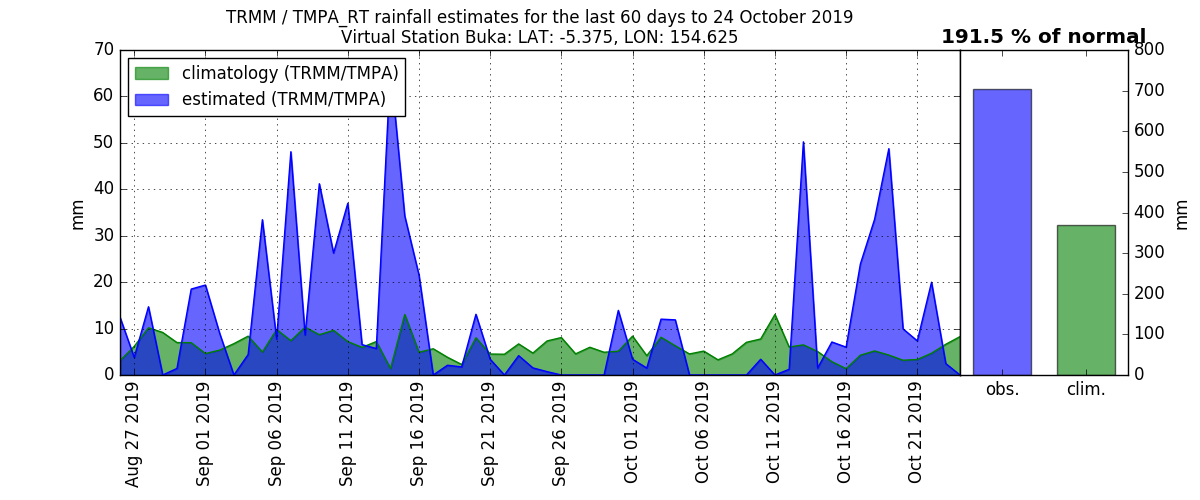 TRMM / TMPA_RT rainfall estimates for the last 60 days to 24 October 2019
Virtual Station Buka: LAT: -5.375, LON: 154.625
191.5 % of normal
climatology (TRMM/TMPA)
estimated (TRMM/TMPA)
70
60
50
40
30
20
10
0
mm
Aug 27 2019
Sep 01 2019
Sep 06 2019
Sep 11 2019
Sep 16 2019
Sep 21 2019
Sep 26 2019
Oct 01 2019
Oct 06 2019
Oct 11 2019
Oct 16 2019
Oct 21 2019
obs.
clim.
800
700
600
500
400
300
200
100
0
mm